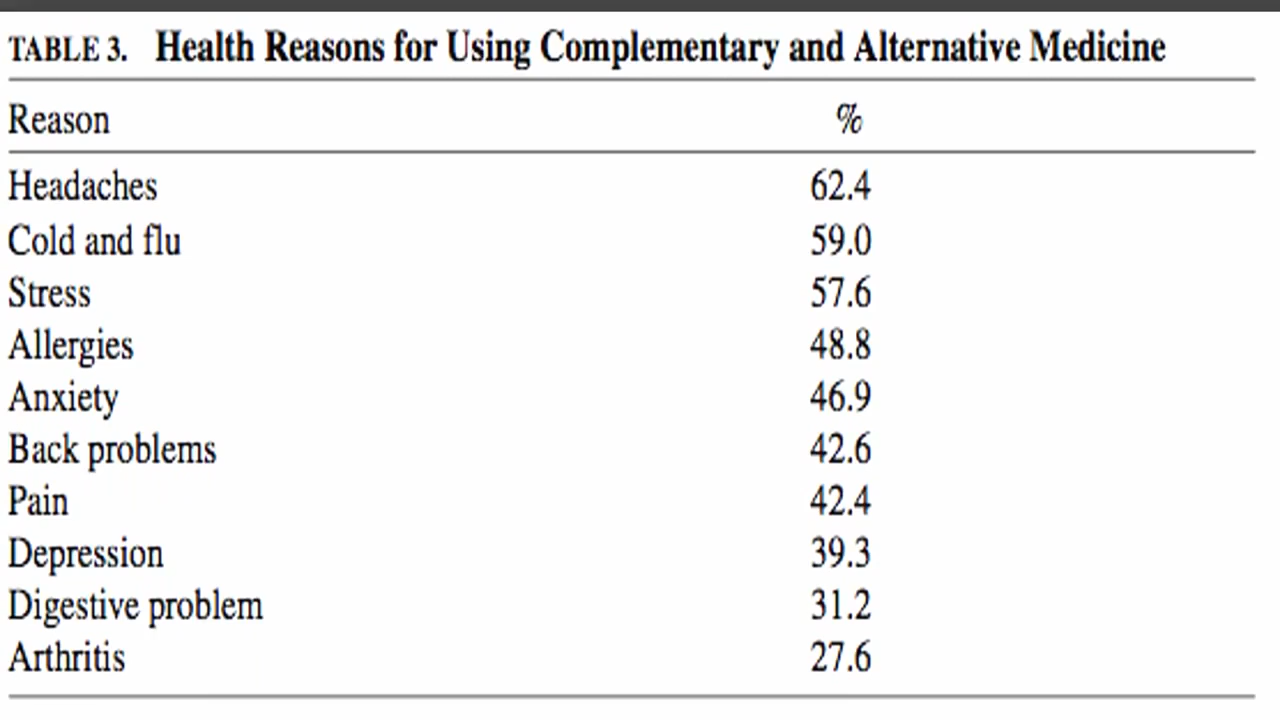 TABLE 3. Health Reasons for Using Complementary and Alternative Medicine
Reason %
Headaches 62.4
Cold and flu 59.0
Stress 57.6
Allergies 48.8
Anxiety 46.9
Back problems 42.6
Pain 42.4
Depression 39.3
Digestive problem 31.2
Arthritis 27.6